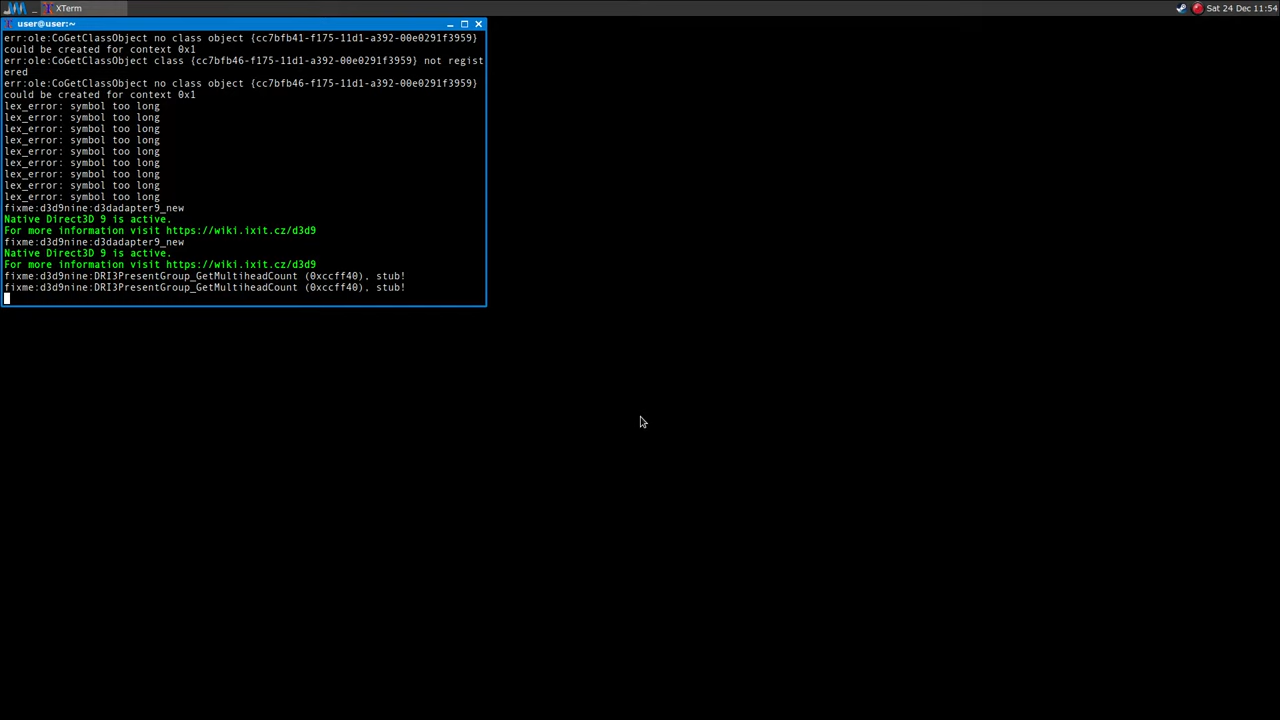 XTerm
Sat 24 Dec 11:54
user@user:~
err:ole:CoGetClassObject no class object {cc7bfb41-f175-11d1-a392-00e0291f3959}
could be created for context 0x1
err:ole:CoGetClassObject class {cc7bfb46-f175-11d1-a392-00e0291f3959} not regist
ered
err:ole:CoGetClassObject no class object {cc7bfb46-f175-11d1-a392-00e0291f3959}
could be created for context 0x1
lex_error: symbol too long
lex_error: symbol too long
lex_error: symbol too long
lex_error: symbol too long
lex_error: symbol too long
lex_error: symbol too long
lex_error: symbol too long
lex_error: symbol too long
lex_error: symbol too long
fixme:d3d9nine:d3dadapter9_new
Native Direct3D 9 is active.
For more information visit https://wiki.ixit.cz/d3d9
fixme:d3d9nine:d3dadapter9_new
Native Direct3D 9 is active.
For more information visit https://wiki.ixit.cz/d3d9
fixme:d3d9nine:DRI3PresentGroup_GetMultiheadCount (0xccff40), stub!
fixme:d3d9nine:DRI3PresentGroup_GetMultiheadCount (0xccff40), stub!